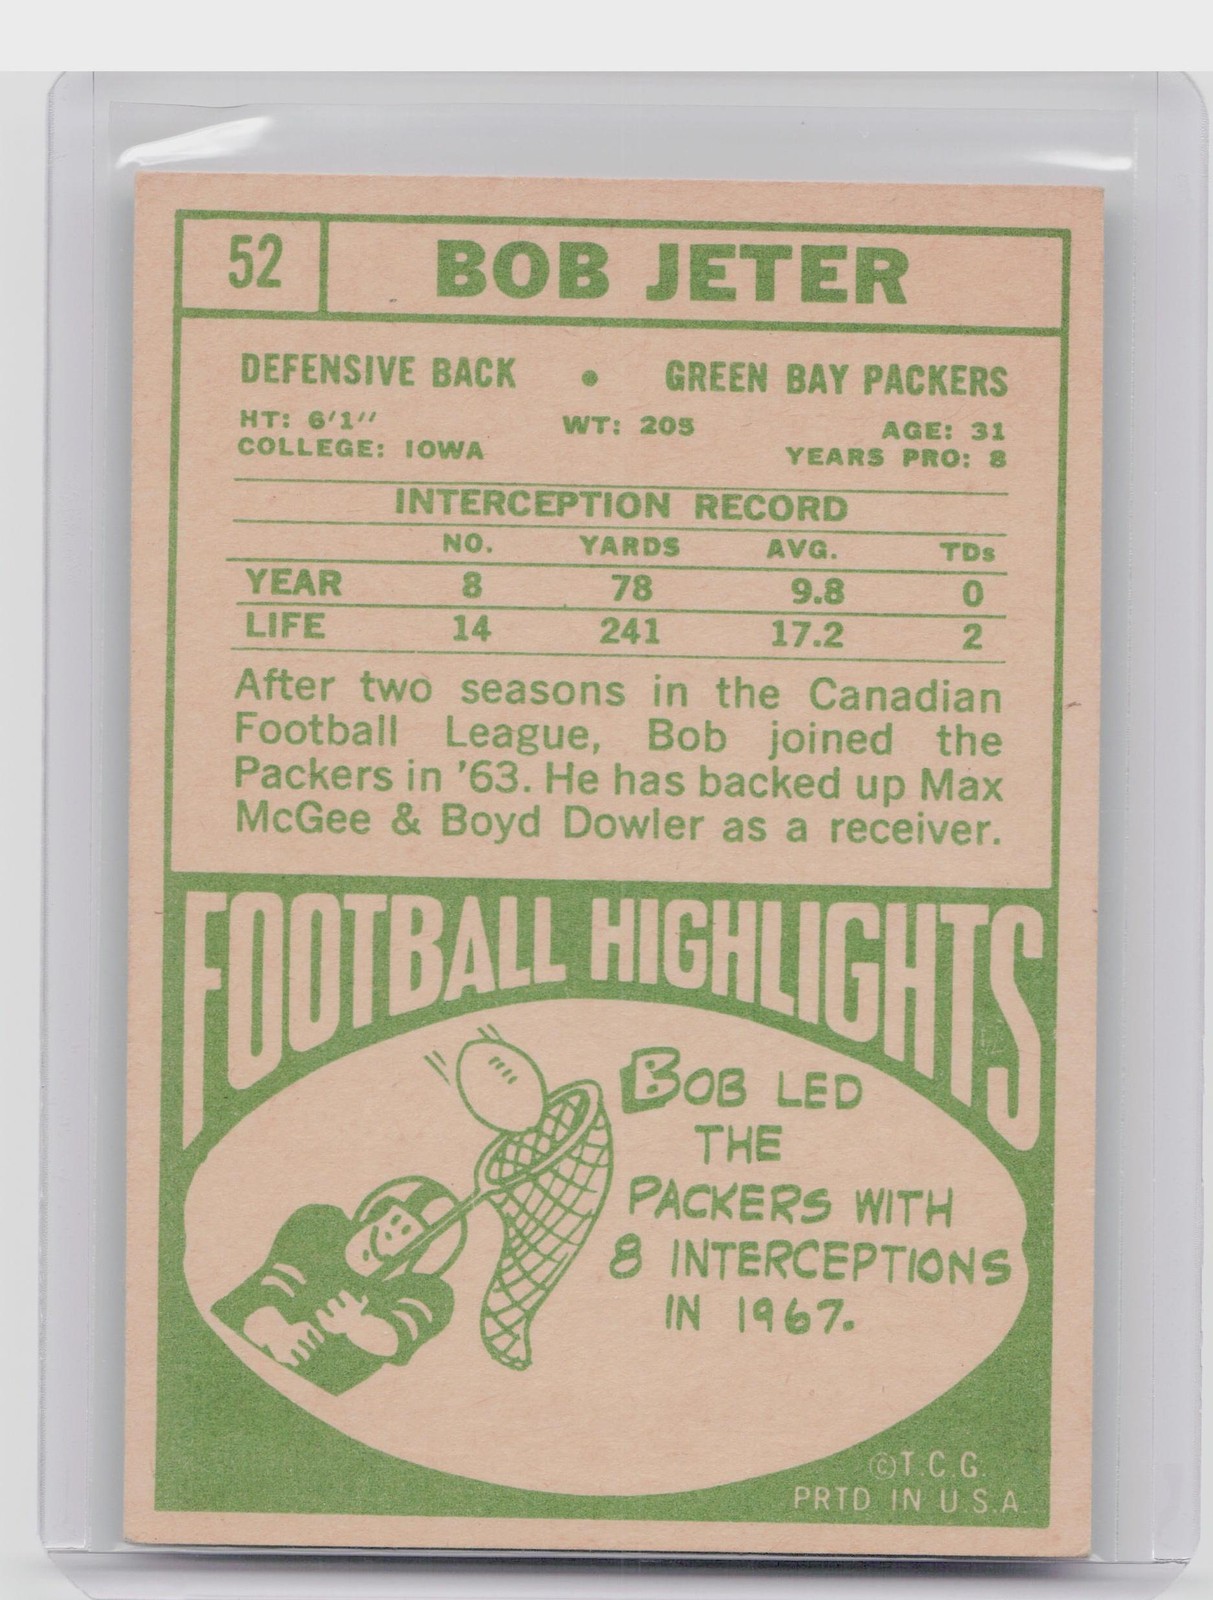 52
BOB JETER
DEFENSIVE BACK • GREEN BAY PACKERS
HT: 6'1" WT: 205 AGE: 31
COLLEGE: IOWA YEARS PRO: 8
INTERCEPTION RECORD
NO. YARDS AVG. TDs
YEAR 8 78 9.8 0
LIFE 14 241 17.2 2
After two seasons in the Canadian
Football League, Bob joined the
Packers in '63. He has backed up Max
McGee & Boyd Dowler as a receiver.
FOOTBALL HIGHLIGHTS
BOB LED
THE
PACKERS WITH
8 INTERCEPTIONS
IN 1967.
©T.C.G.
PRTD IN U.S.A.